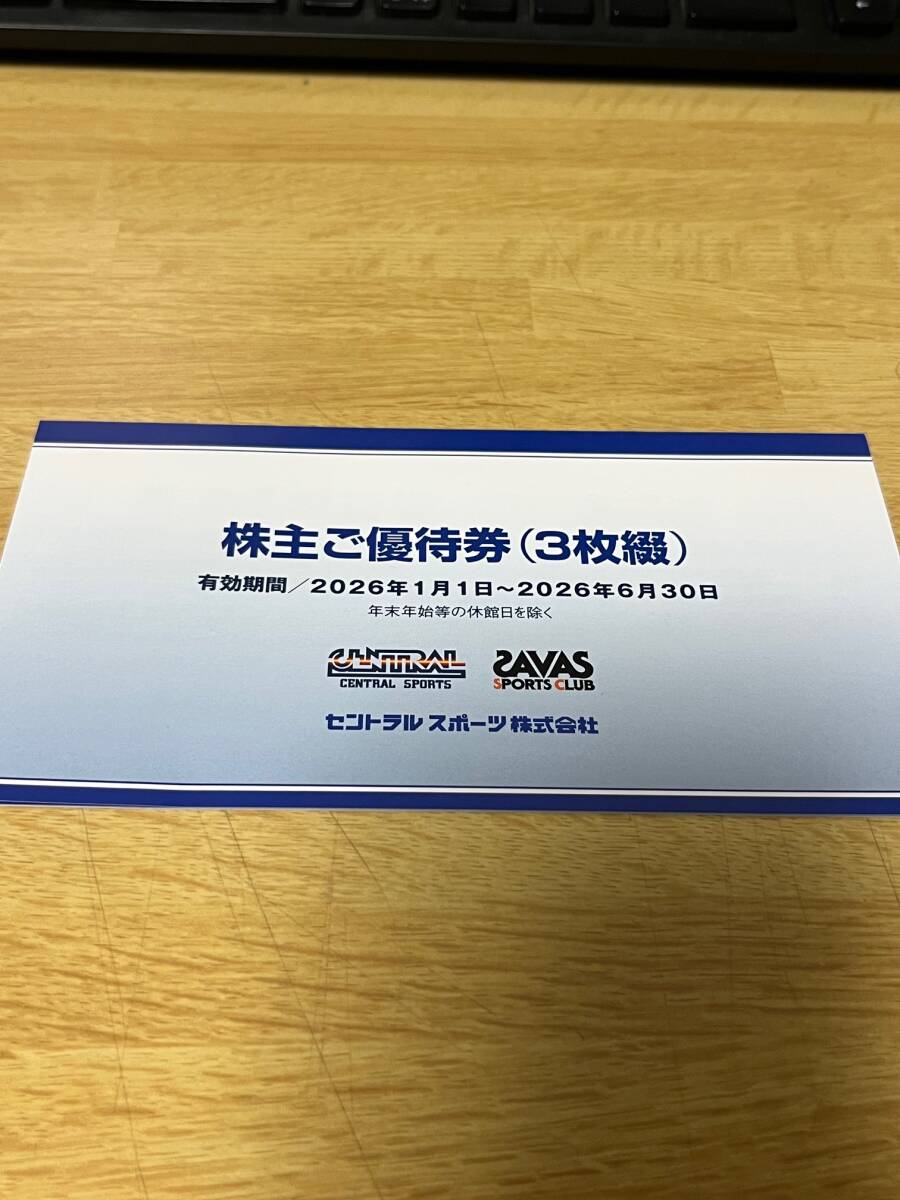 株主ご優待券(3枚綴)
有効期間/2026年1月1日~2026年6月30日
年末年始等の休館日を除く
CENTRAL SAVAS
CENTRAL SPORTS SPORTS CLUB
セントラルスポーツ株式会社